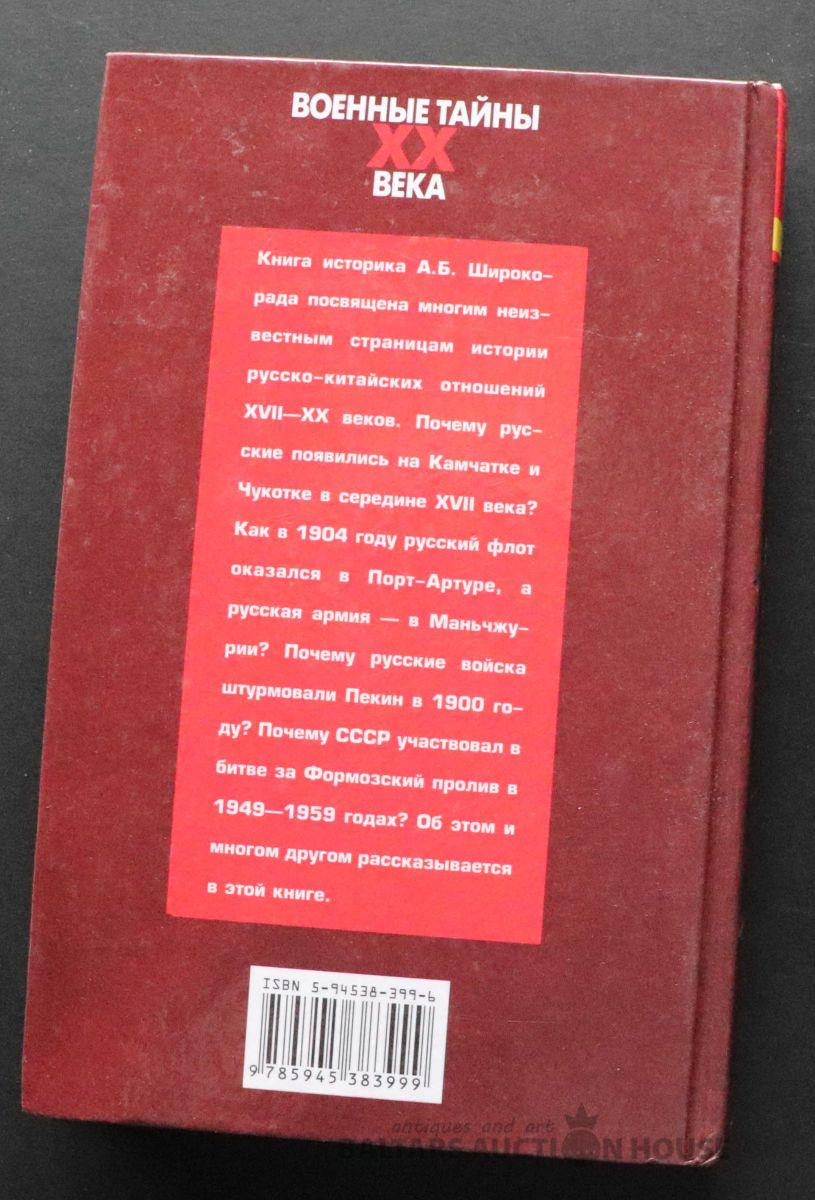 ВОЕННЫЕ ТАЙНЫ
XX
ВЕКА
Книга историка А.Б. Широко-
рада посвящена многим неиз-
вестным страницам истории
русско-китайских отношений
XVII—XX веков. Почему рус-
ские появились на Камчатке и
Чукотке в середине XVII века?
Как в 1904 году русский флот
оказался в Порт-Артуре, а
русская армия — в Маньчжу-
рии? Почему русские войска
штурмовали Пекин в 1900 го-
ду? Почему СССР участвовал в
битве за Формозский пролив в
1949—1959 годах? Об этом и
многом другом рассказывается
в этой книге.
ISBN 5-94538-399-6
9 785945 383999
antiques and art
BALTARS AUCTION HOUSE